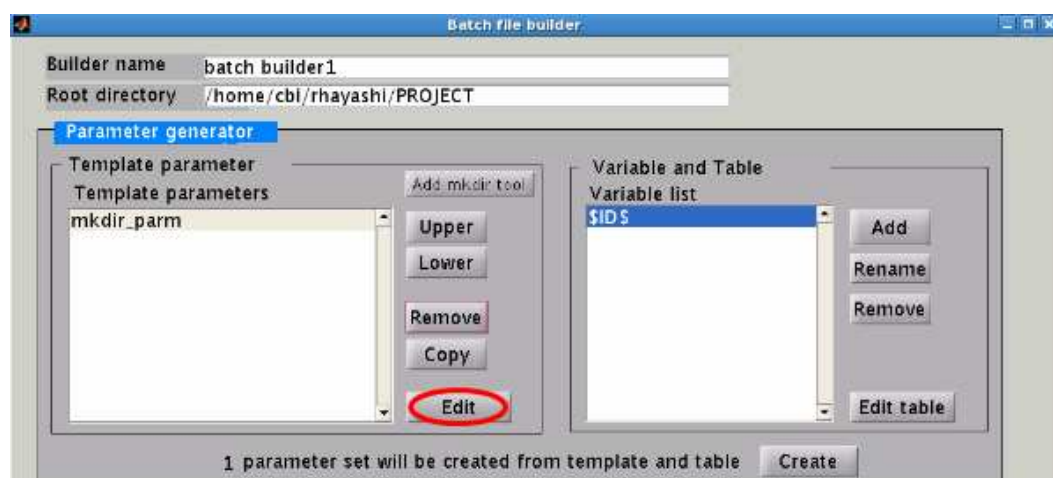 Batch file builder
Builder name batch builder1
Root directory /home/cbi/rhayashi/PROJECT
Parameter generator
Template parameter
Template parameters
Add mkdir tool
mkdir_parm
Upper
Lower
Remove
Copy
Edit
Variable and Table
Variable list
$ID$
Add
Rename
Remove
Edit table
1 parameter set will be created from template and table Create